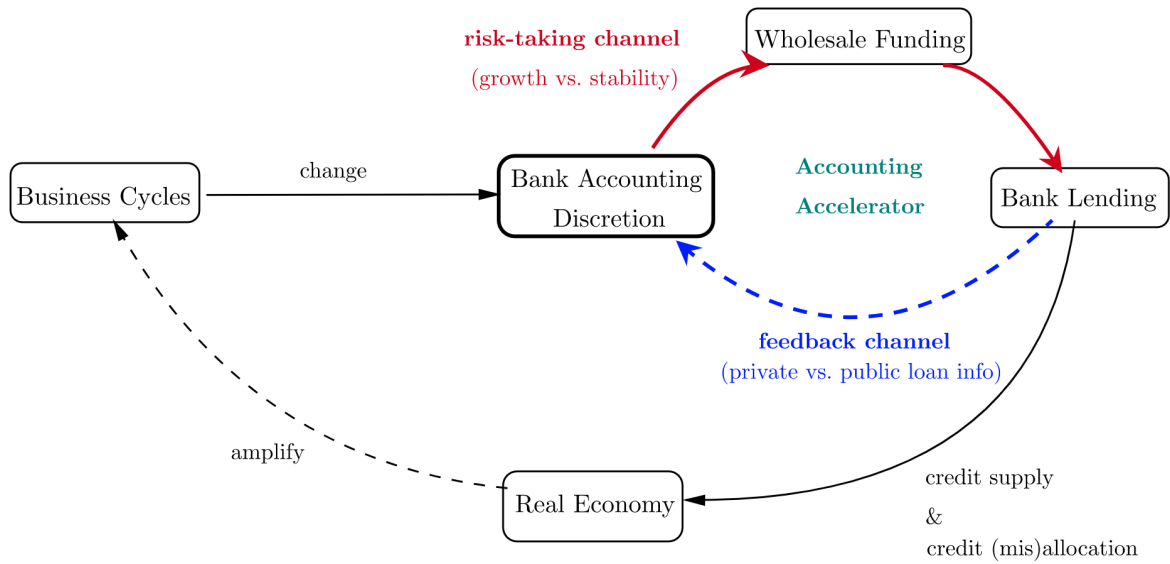 risk-taking channel
(growth vs. stability)
Wholesale Funding
change
Business Cycles
Bank Accounting
Discretion
Accounting
Accelerator
Bank Lending
feedback channel
(private vs. public loan info)
amplify
Real Economy
credit supply
&
credit (mis)allocation